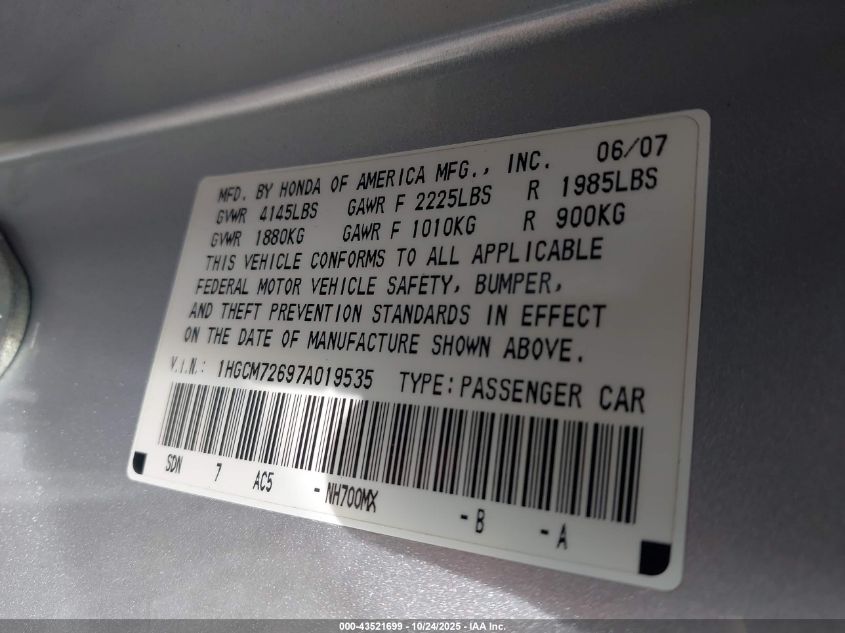 MFD. BY HONDA OF AMERICA MFG., INC. 06/07
GVWR 4145LBS GAWR F 2225LBS R 1985LBS
GVWR 1880KG GAWR F 1010KG R 900KG
THIS VEHICLE CONFORMS TO ALL APPLICABLE
FEDERAL MOTOR VEHICLE SAFETY, BUMPER,
AND THEFT PREVENTION STANDARDS IN EFFECT
ON THE DATE OF MANUFACTURE SHOWN ABOVE.
V.I.N.: 1HGCM72697A019535 TYPE:PASSENGER CAR
SDN 7 AC5 -NH700MX -B -A
000-43521699 - 10/24/2025 - IAA Inc.